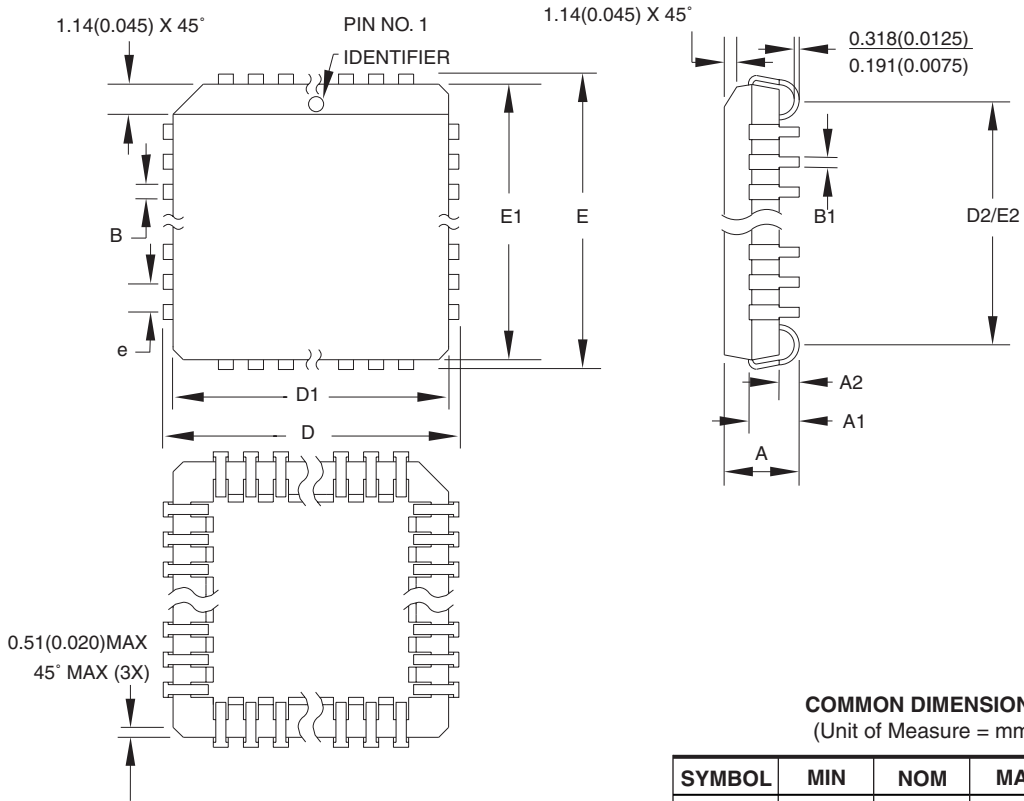 1.14(0.045) X 45˚
PIN NO. 1
IDENTIFIER
1.14(0.045) X 45˚
0.318(0.0125)
0.191(0.0075)
B
e
E1
E
D1
D
B1
D2/E2
A2
A1
A
0.51(0.020)MAX
45˚ MAX (3X)
COMMON DIMENSION
(Unit of Measure = mm
SYMBOL MIN NOM MA